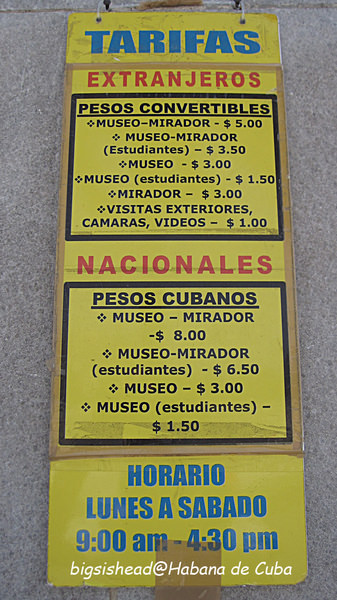 TARIFAS
EXTRANJEROS
PESOS CONVERTIBLES
❖MUSEO–MIRADOR - $ 5.00
❖ MUSEO-MIRADOR
(Estudiantes) – $ 3.50
❖MUSEO - $ 3.00
❖MUSEO (estudiantes) - $ 1.50
❖MIRADOR – $ 3.00
❖VISITAS EXTERIORES,
CAMARAS, VIDEOS – $ 1.00
NACIONALES
PESOS CUBANOS
❖ MUSEO – MIRADOR
-$ 8.00
❖ MUSEO-MIRADOR
(estudiantes) - $ 6.50
❖ MUSEO – $ 3.00
❖ MUSEO (estudiantes) –
$ 1.50
HORARIO
LUNES A SABADO
9:00 am - 4:30 pm
bigsishead@Habana de Cuba